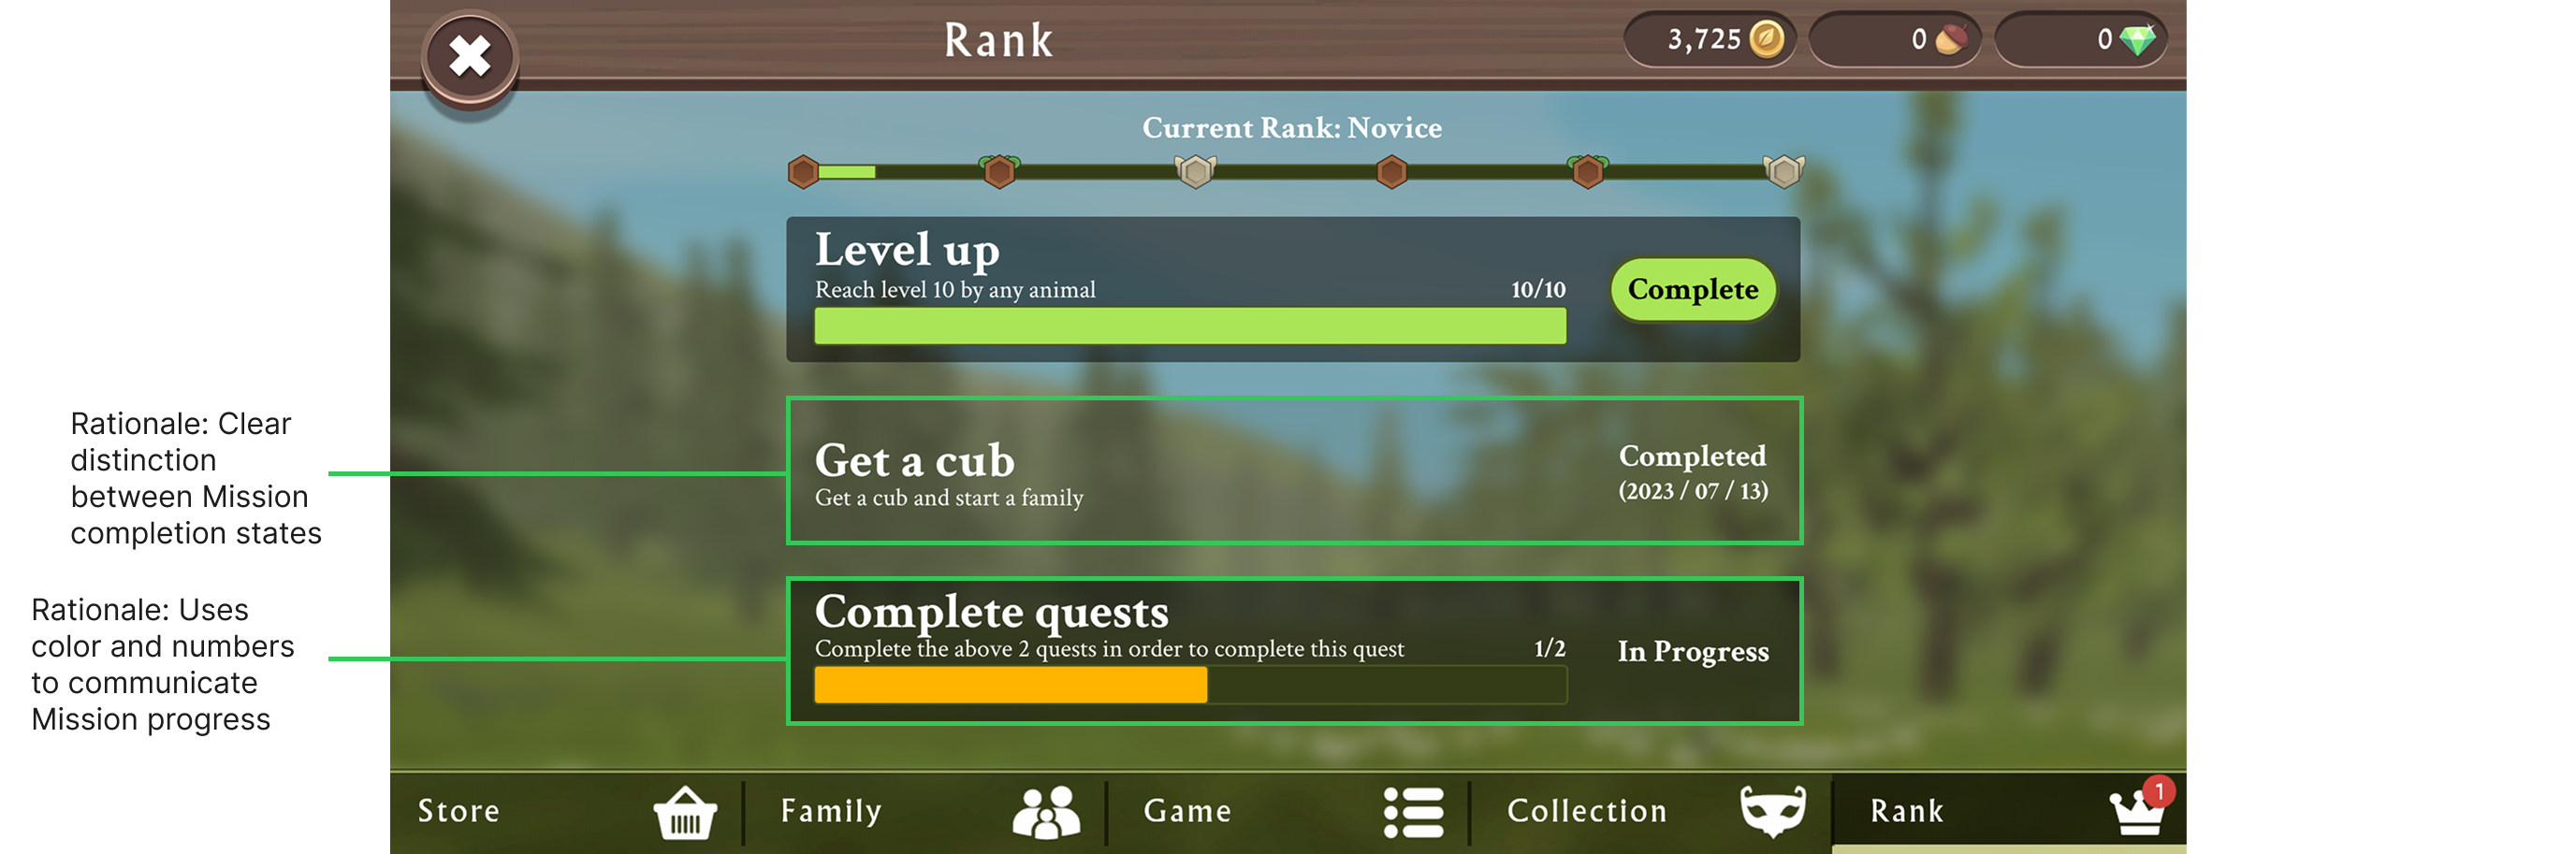 Rank
3,725
0
0
Current Rank: Novice
Level up
Reach level 10 by any animal
10/10
Complete
Rationale: Clear
distinction
between Mission
completion states
Get a cub
Get a cub and start a family
Completed
(2023 / 07 / 13)
Rationale: Uses
color and numbers
to communicate
Mission progress
Complete quests
Complete the above 2 quests in order to complete this quest
1/2
In Progress
Store
Family
Game
Collection
Rank
1